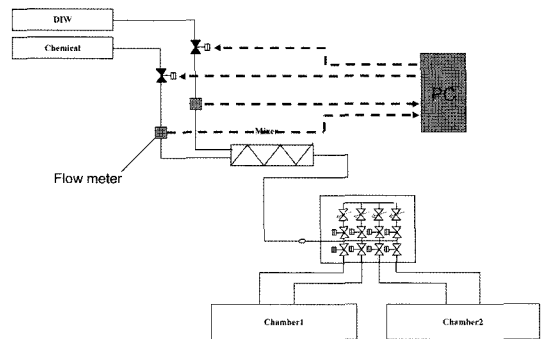 DIW
Chemical
PC
Mixer
Flow meter
Chamber1
Chamber2